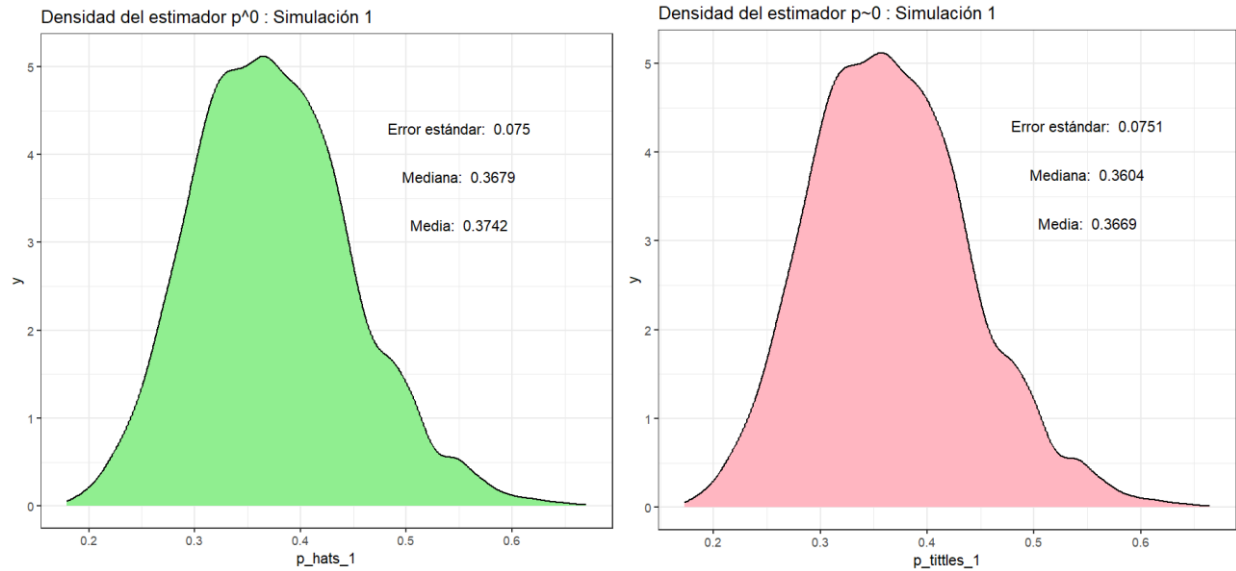 Densidad del estimador p^0 : Simulación 1
5
4
3
2
1
0
y
Error estándar: 0.075
Mediana: 0.3679
Media: 0.3742
0.2 0.3 0.4 0.5 0.6
p_hats_1
Densidad del estimador p~0 : Simulación 1
5
4
3
2
1
0
y
Error estándar: 0.0751
Mediana: 0.3604
Media: 0.3669
0.2 0.3 0.4 0.5 0.6
p_tittles_1